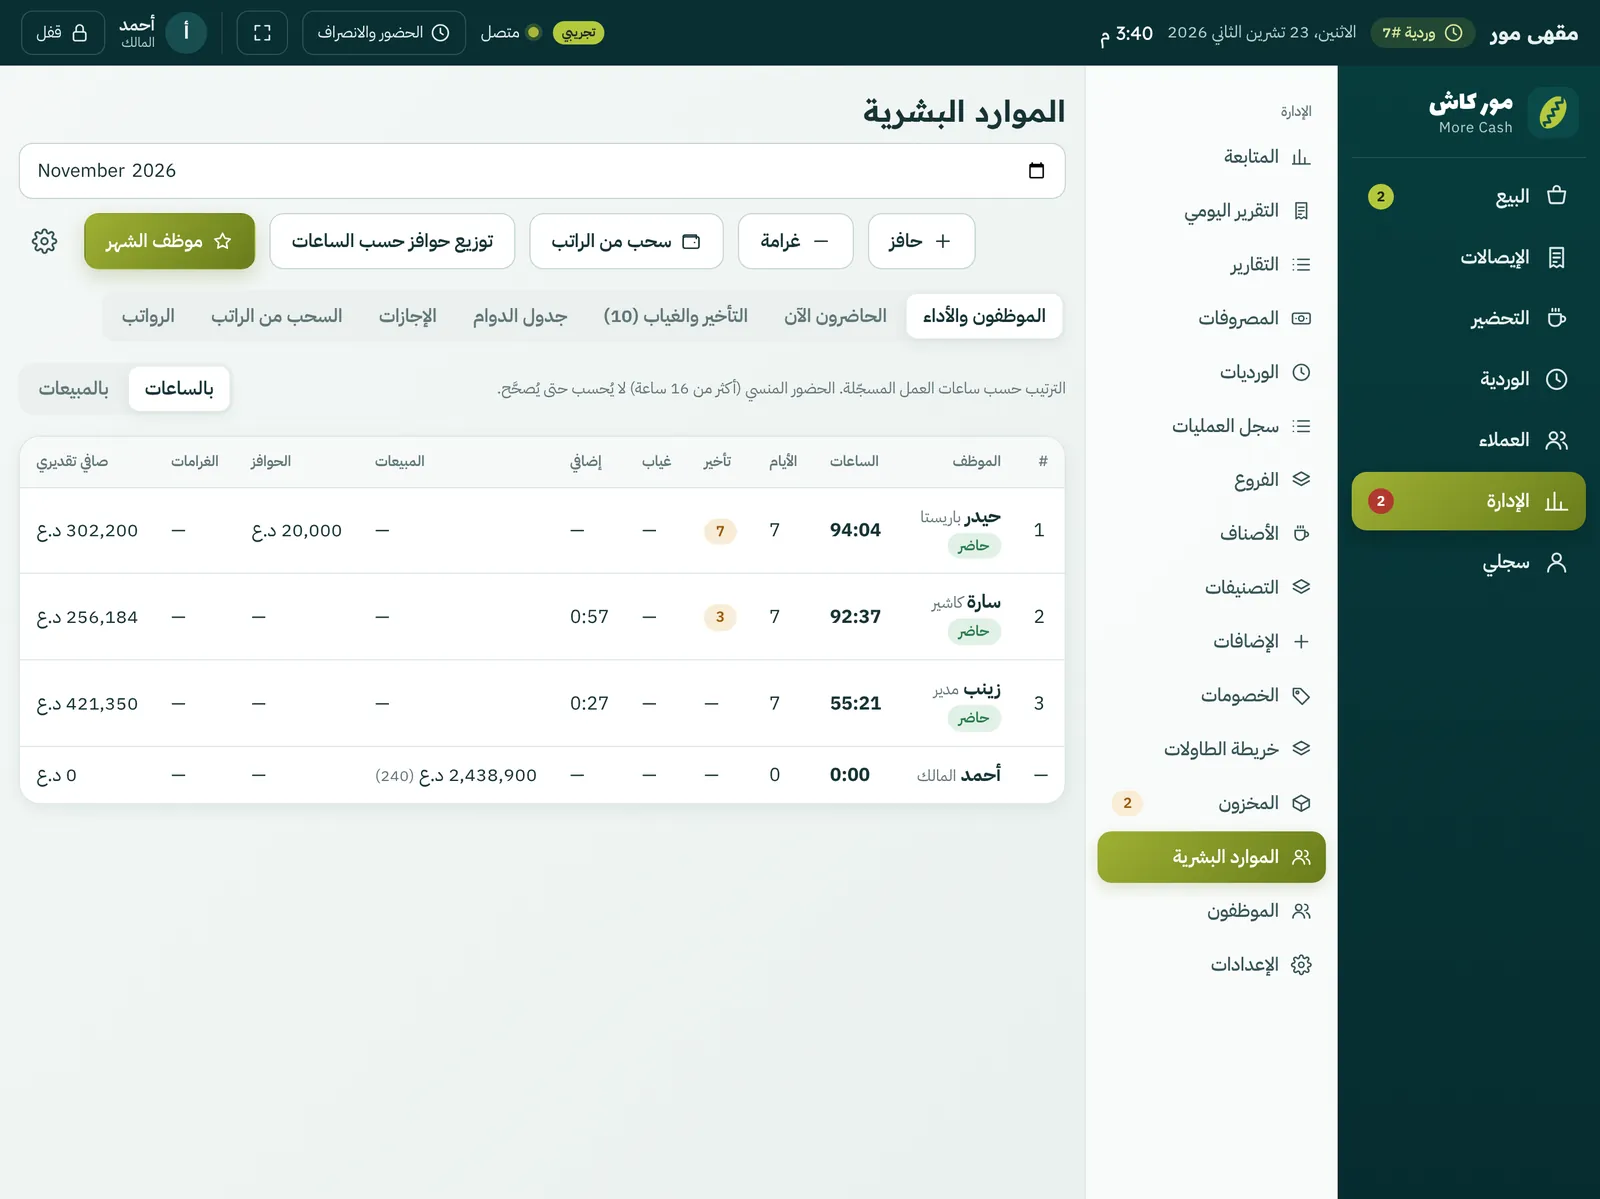 مقهى مور
وردية #7
الاثنين، 23 تشرين الثاني 2026
3:40 م
تجريبي
متصل
الحضور والانصراف
أ
أحمد
المالك
قفل
مور كاش
More Cash
البيع
2
الإيصالات
التحضير
الوردية
العملاء
الإدارة
2
سجلي
الإدارة
المتابعة
التقرير اليومي
التقارير
المصروفات
الورديات
سجل العمليات
الفروع
الأصناف
التصنيفات
الإضافات
الخصومات
خريطة الطاولات
المخزون
2
الموارد البشرية
الموظفون
الإعدادات
الموارد البشرية
November 2026
حافز
غرامة
سحب من الراتب
توزيع حوافز حسب الساعات
موظف الشهر
الموظفون والأداء
الحاضرون الآن
التأخير والغياب (10)
جدول الدوام
الإجازات
السحب من الراتب
الرواتب
الترتيب حسب ساعات العمل المسجّلة. الحضور المنسي (أكثر من 16 ساعة) لا يُحسب حتى يُصحَّح.
بالساعات
بالمبيعات
# الموظف الساعات الأيام تأخير غياب إضافي المبيعات الحوافز الغرامات صافي تقديري
1 حيدر باريستا 94:04 7 7 — — — 20,000 د.ع — 302,200 د.ع
حاضر
2 سارة كاشير 92:37 7 3 — 0:57 — — — 256,184 د.ع
حاضر
3 زينب مدير 55:21 7 — — 0:27 — — — 421,350 د.ع
حاضر
— أحمد المالك 0:00 0 — — — 2,438,900 د.ع (240) — — 0 د.ع